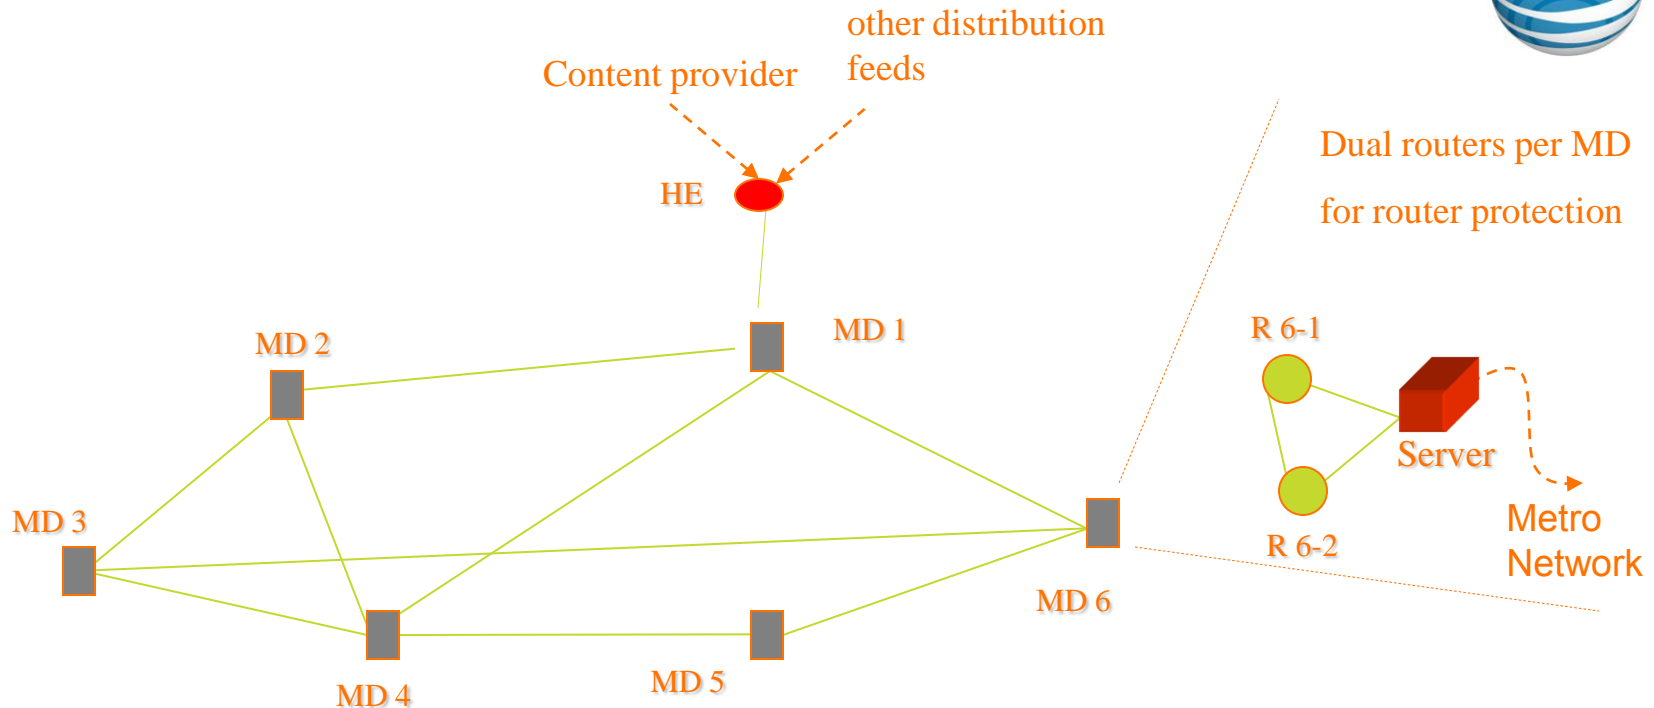 other distribution
feeds
Content provider
HE
Dual routers per MD
for router protection
MD 2
MD 1
R 6-1
Server
MD 3
R 6-2
Metro
Network
MD 6
MD 5
MD 4